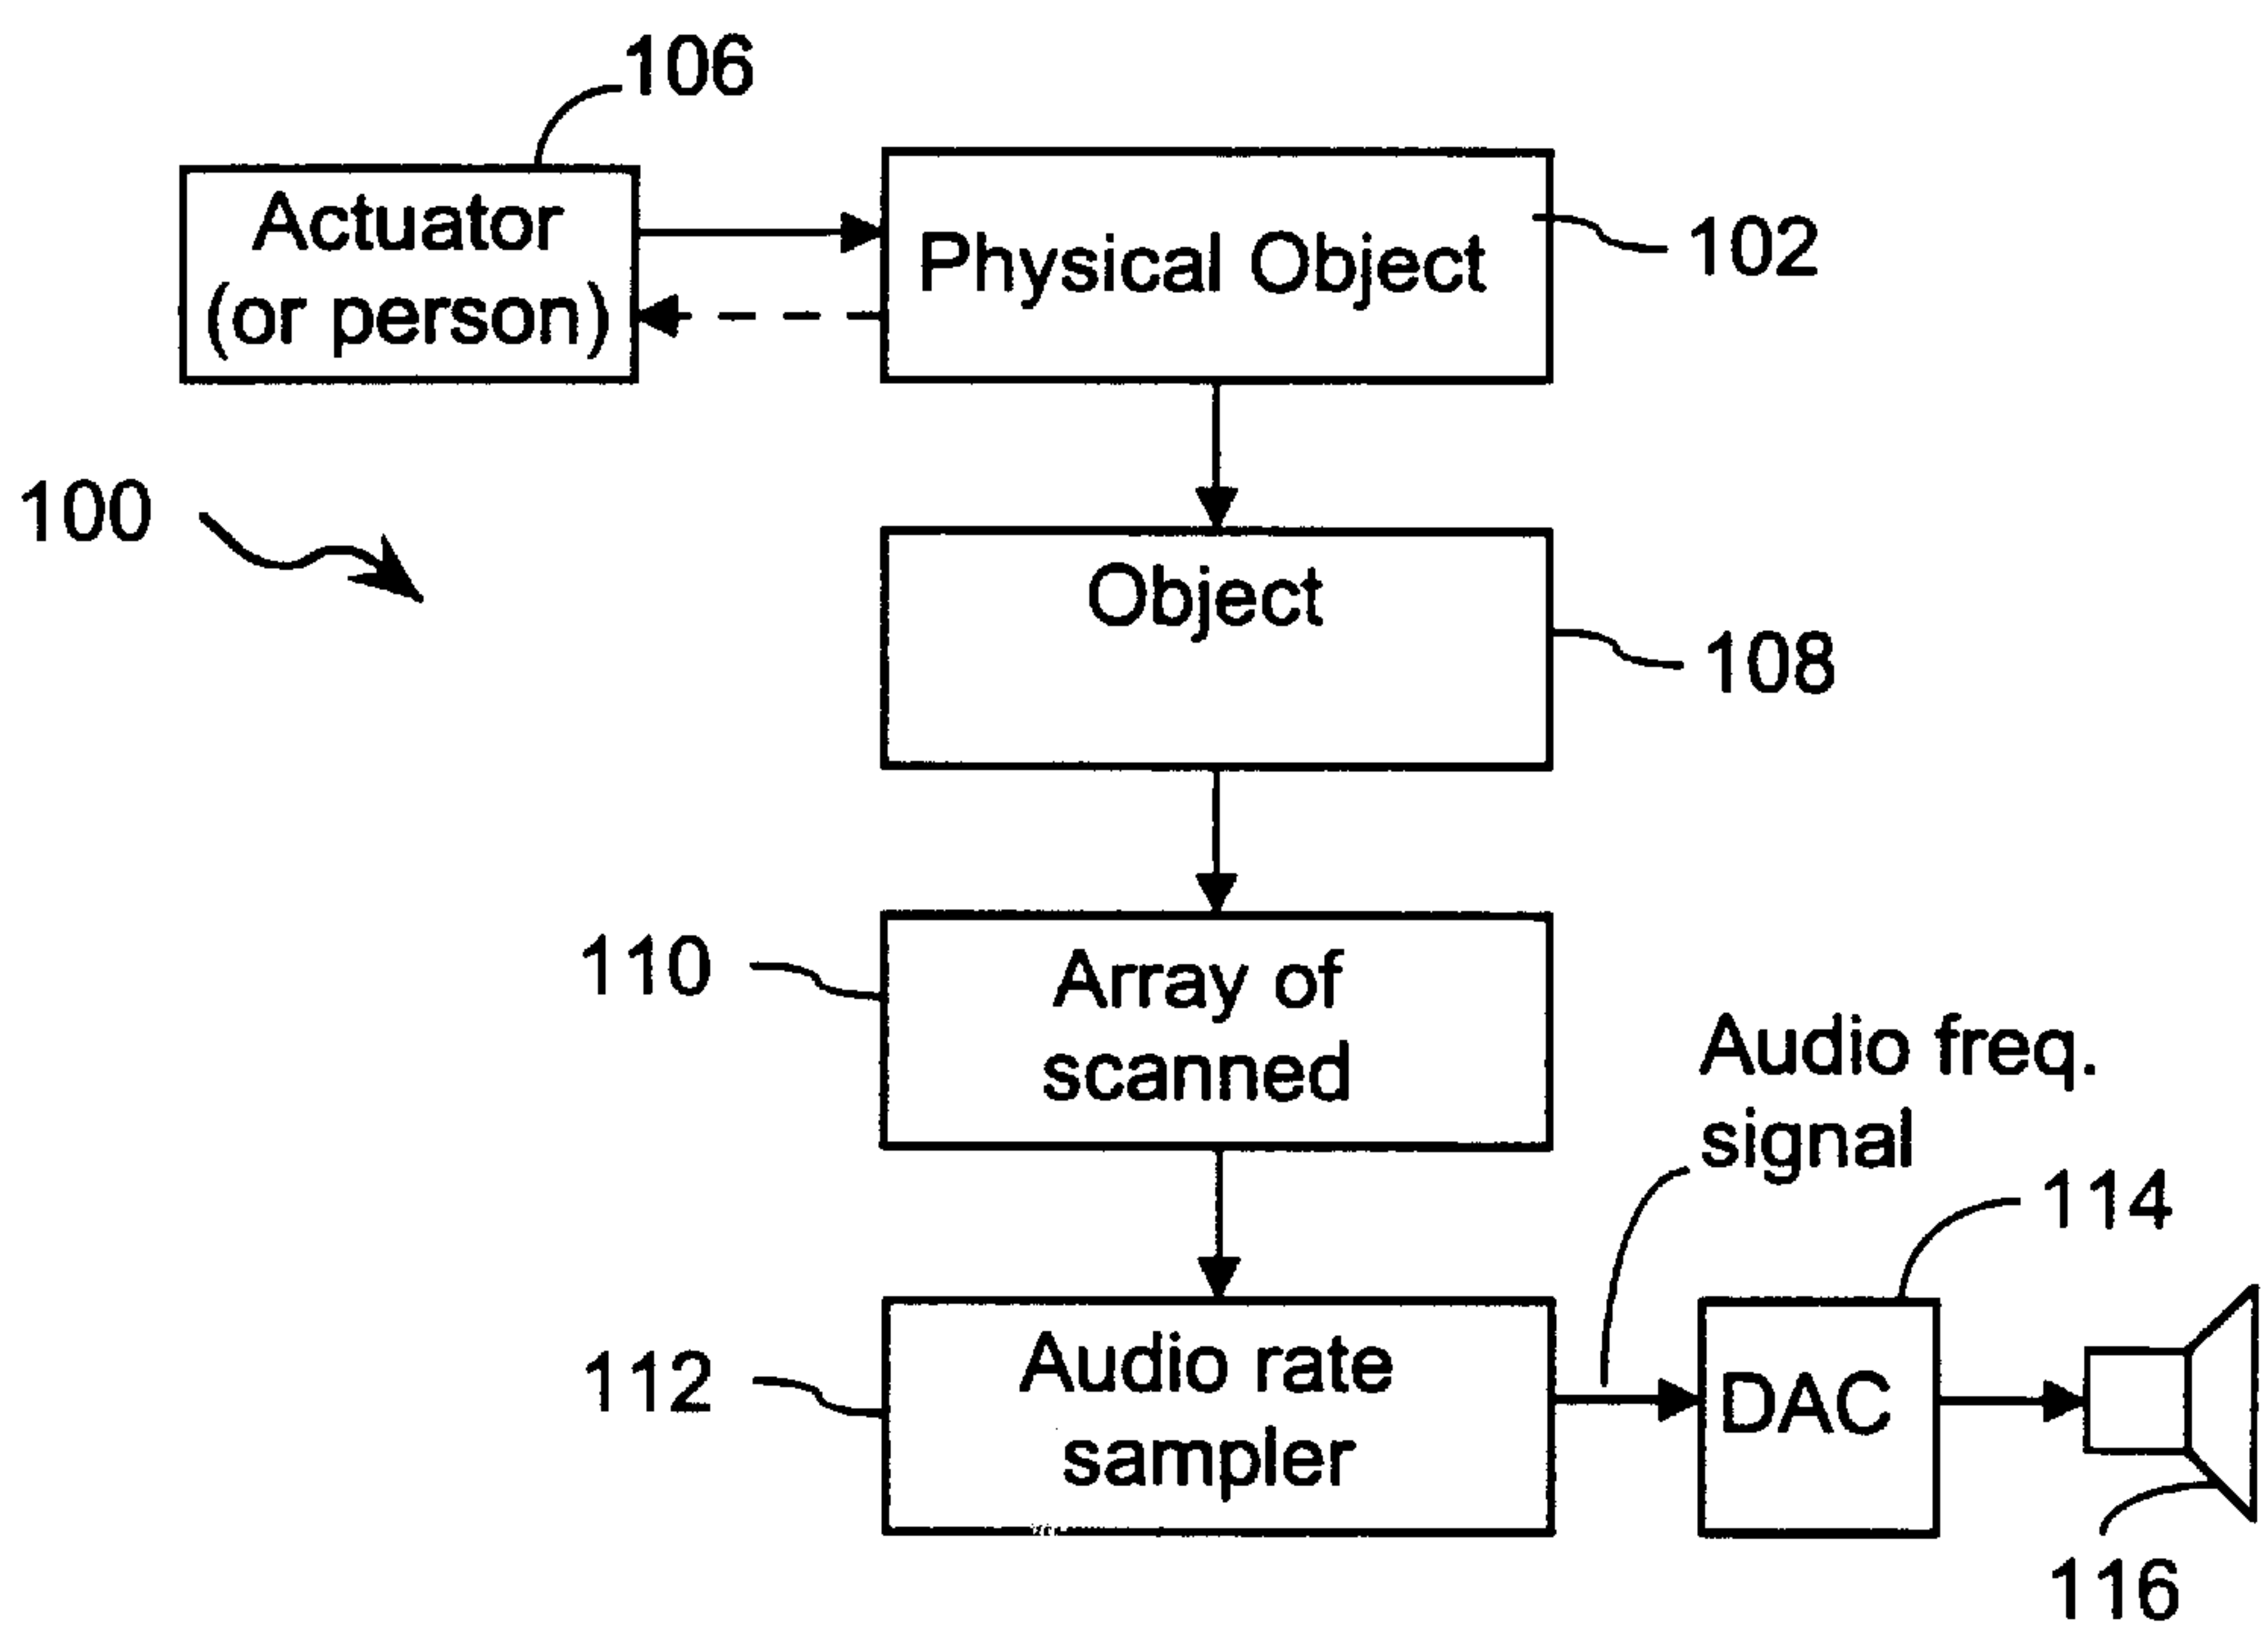 106
Actuator
(or person)
Physical Object
102
100
Object
108
110
Array of
scanned
Audio freq.
signal
114
112
Audio rate
sampler
DAC
116